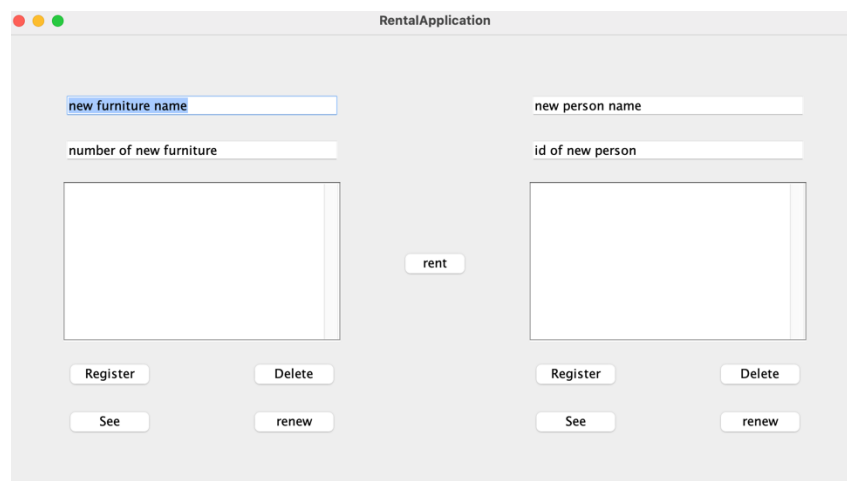 RentalApplication
new furniture name
new person name
number of new furniture
id of new person
rent
Register
Delete
Register
Delete
See
renew
See
renew